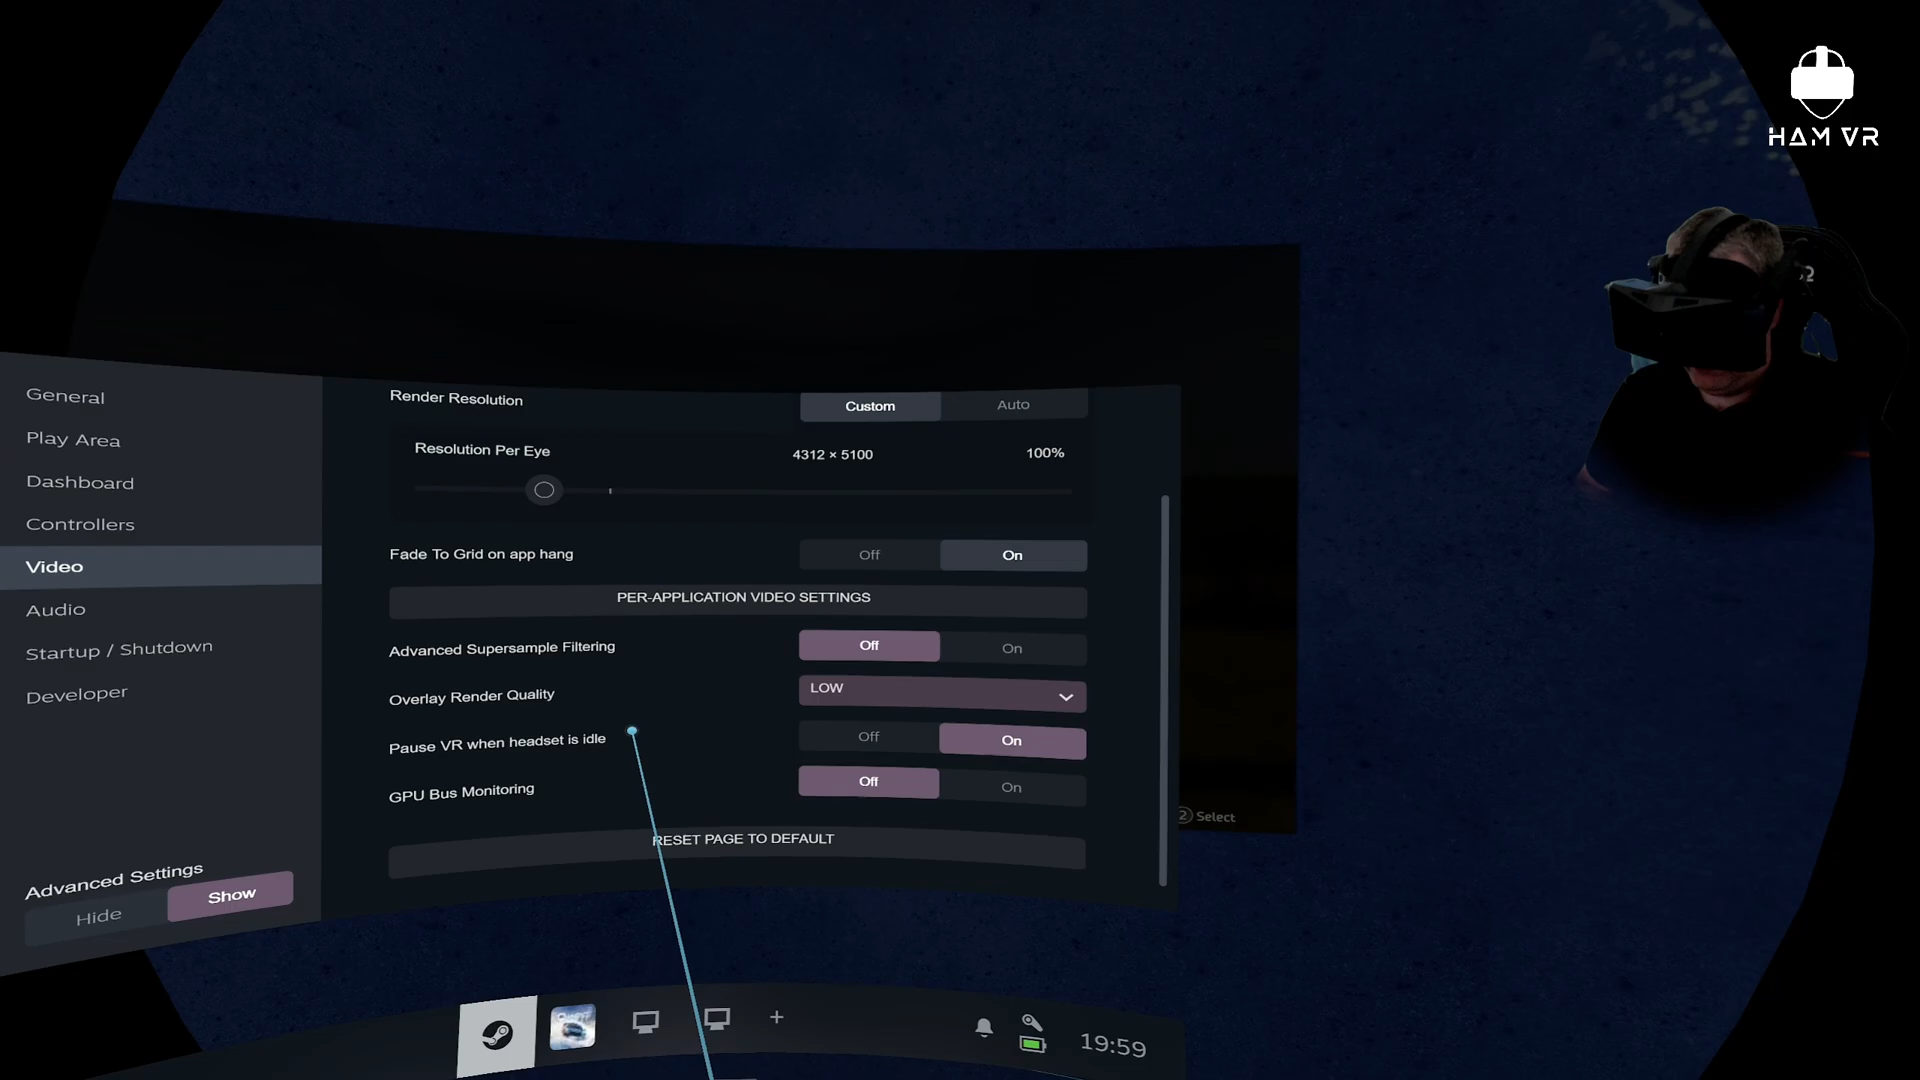 HAM VR
General
Play Area
Dashboard
Controllers
Video
Audio
Startup / Shutdown
Developer
Advanced Settings
Hide
Show
Render Resolution
Custom
Auto
Resolution Per Eye
4312 × 5100
100%
Fade To Grid on app hang
Off
On
PER-APPLICATION VIDEO SETTINGS
Advanced Supersample Filtering
Off
On
Overlay Render Quality
LOW
Pause VR when headset is idle
Off
On
GPU Bus Monitoring
Off
On
RESET PAGE TO DEFAULT
2 Select
19:59